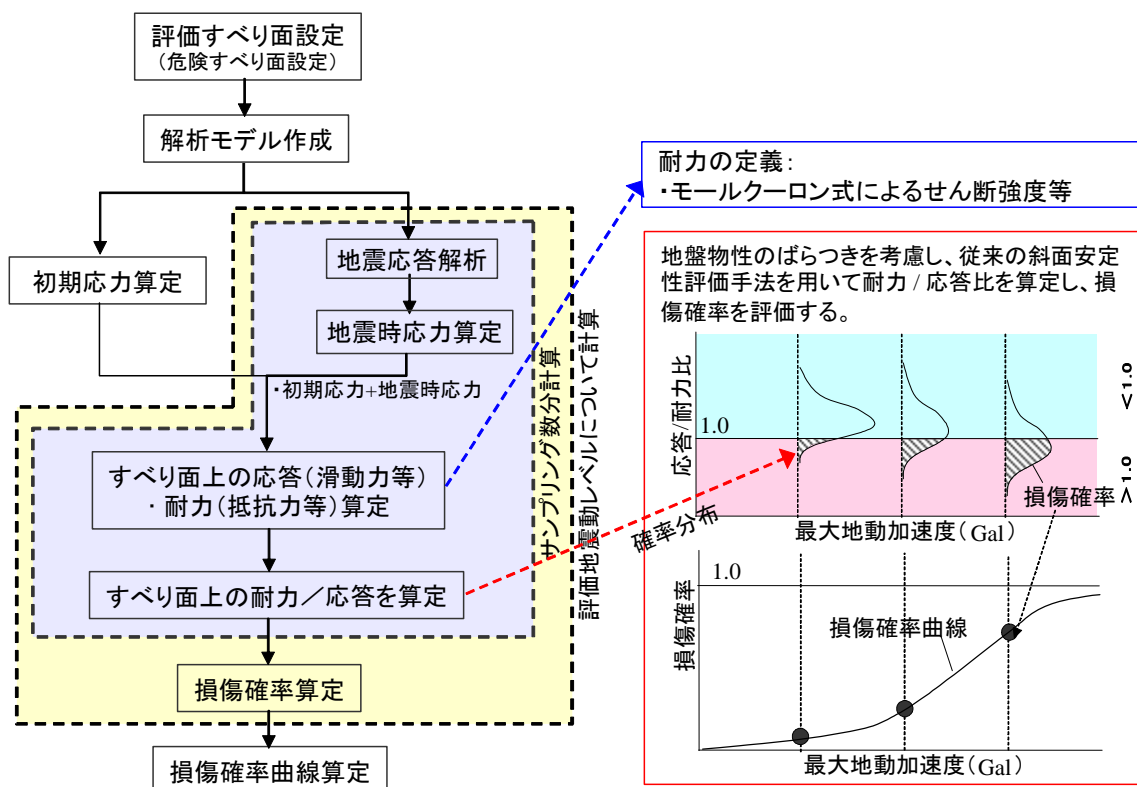 評価すべり面設定
(危険すべり面設定)
解析モデル作成
初期応力算定
地震応答解析
地震時応力算定
・初期応力+地震時応力
すべり面上の応答(滑動力等)
・耐力(抵抗力等)算定
すべり面上の耐力／応答を算定
損傷確率算定
損傷確率曲線算定
サンプリング数分計算
評価地震動レベルについて計算
耐力の定義:
・モールクーロン式によるせん断強度等
確率分布
地盤物性のばらつきを考慮し、従来の斜面安定
性評価手法を用いて耐力 / 応答比を算定し、損
傷確率を評価する。
応答/耐力比
1.0
<1.0
>1.0
損傷確率
最大地動加速度(Gal)
損傷確率
1.0
損傷確率曲線
最大地動加速度(Gal)